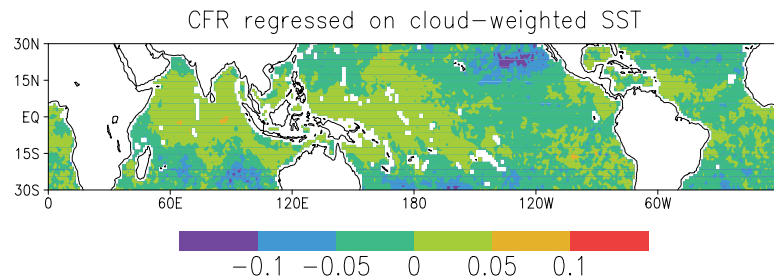 CFR regressed on cloud-weighted SST
30N
15N
EQ
15S
30S
0 60E 120E 180 120W 60W
-0.1 -0.05 0 0.05 0.1